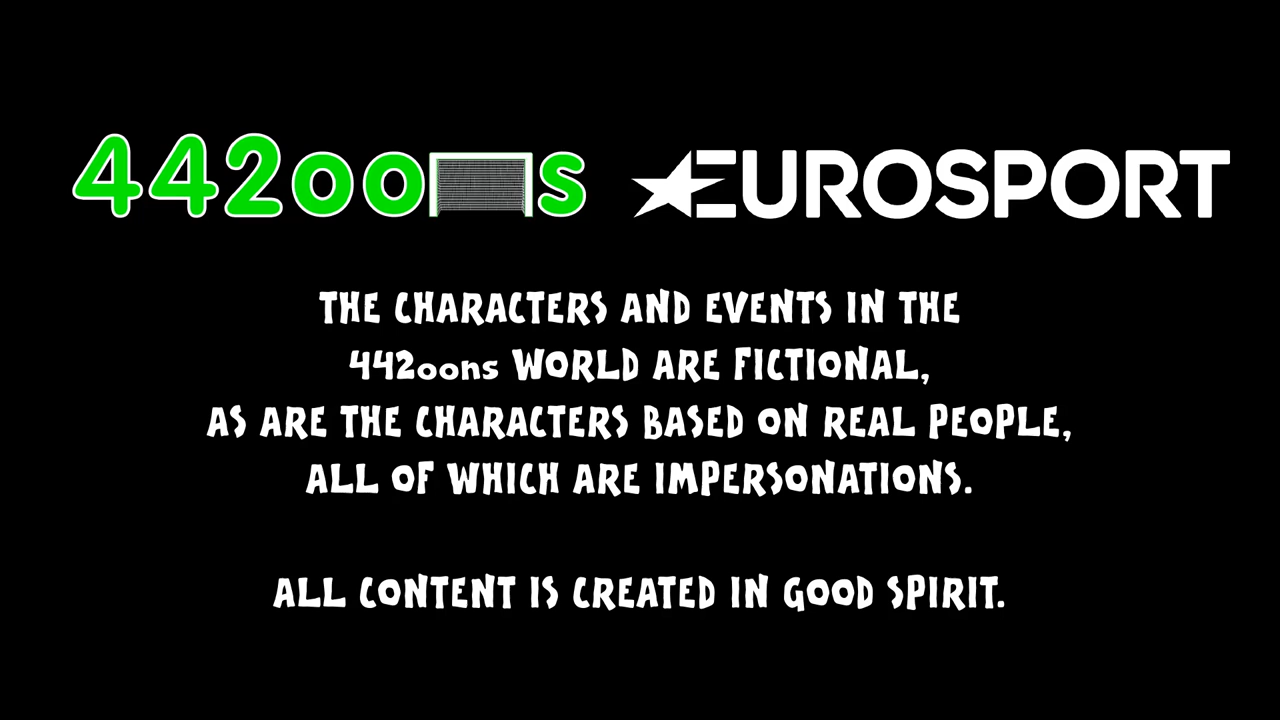 442oons EUROSPORT
THE CHARACTERS AND EVENTS IN THE
442oons WORLD ARE FICTIONAL,
AS ARE THE CHARACTERS BASED ON REAL PEOPLE,
ALL OF WHICH ARE IMPERSONATIONS.
ALL CONTENT IS CREATED IN GOOD SPIRIT.